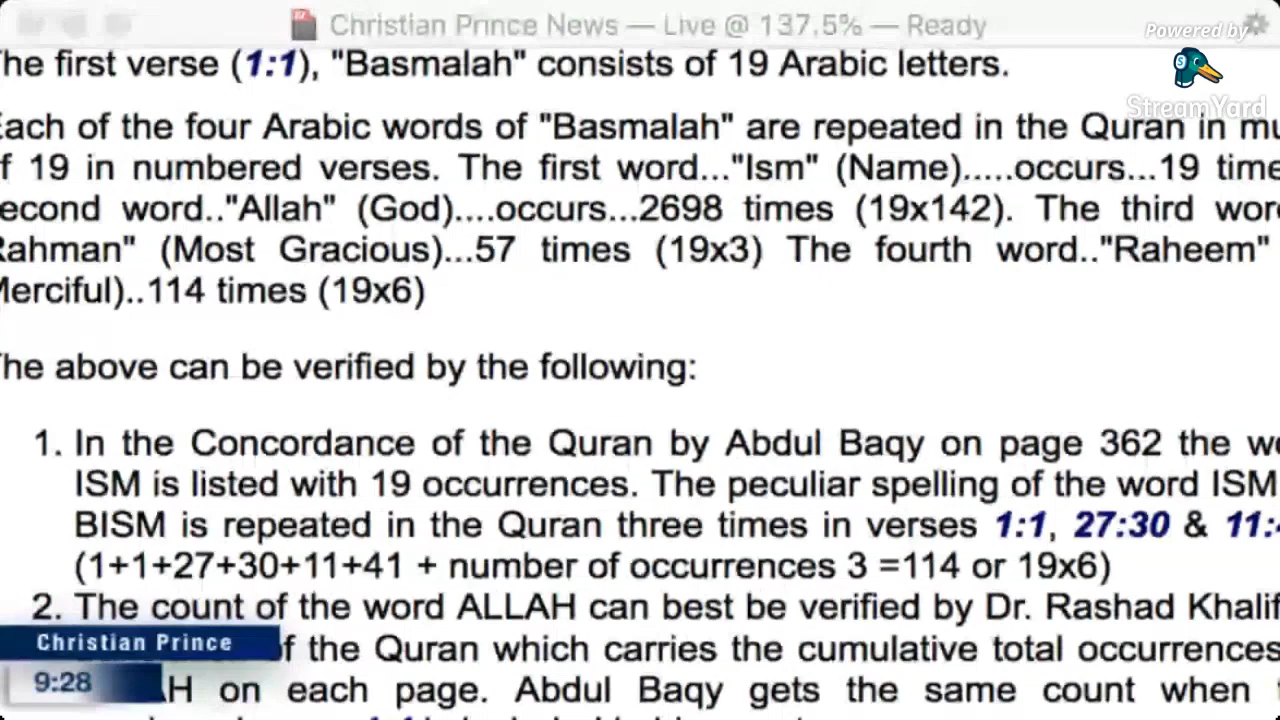 Christian Prince News — Live @ 137.5% — Ready
Powered by
StreamYard
he first verse (1:1), "Basmalah" consists of 19 Arabic letters.
Each of the four Arabic words of "Basmalah" are repeated in the Quran in mu
f 19 in numbered verses. The first word..."Ism" (Name).....occurs...19 time
econd word.."Allah" (God)....occurs...2698 times (19x142). The third wor
Rahman" (Most Gracious)...57 times (19x3) The fourth word.."Raheem"
Merciful)..114 times (19x6)
The above can be verified by the following:
1. In the Concordance of the Quran by Abdul Baqy on page 362 the wo
ISM is listed with 19 occurrences. The peculiar spelling of the word ISM
BISM is repeated in the Quran three times in verses 1:1, 27:30 & 11:4
(1+1+27+30+11+41 + number of occurrences 3 =114 or 19x6)
2. The count of the word ALLAH can best be verified by Dr. Rashad Khalif
Christian Prince
f the Quran which carries the cumulative total occurrences
9:28
AH on each page. Abdul Baqy gets the same count when